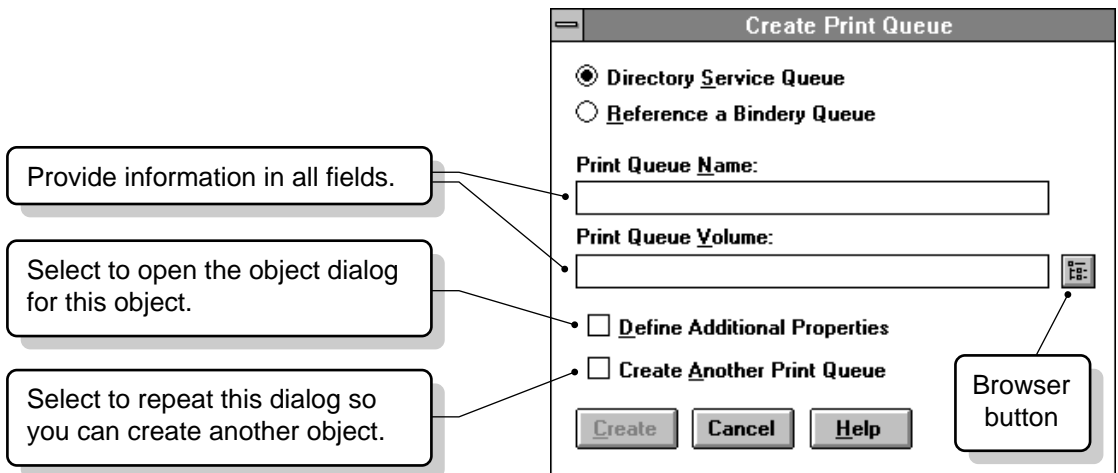 Create Print Queue
Directory Service Queue
Reference a Bindery Queue
Provide information in all fields.
Print Queue Name:
Print Queue Volume:
Select to open the object dialog
for this object.
Define Additional Properties
Create Another Print Queue
Select to repeat this dialog so
you can create another object.
Browser
button
Create
Cancel
Help